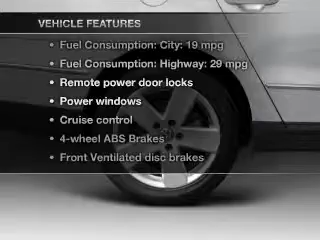 VEHICLE FEATURES
• Fuel Consumption: City: 19 mpg
• Fuel Consumption: Highway: 29 mpg
• Remote power door locks
• Power windows
• Cruise control
• 4-wheel ABS Brakes
• Front Ventilated disc brakes